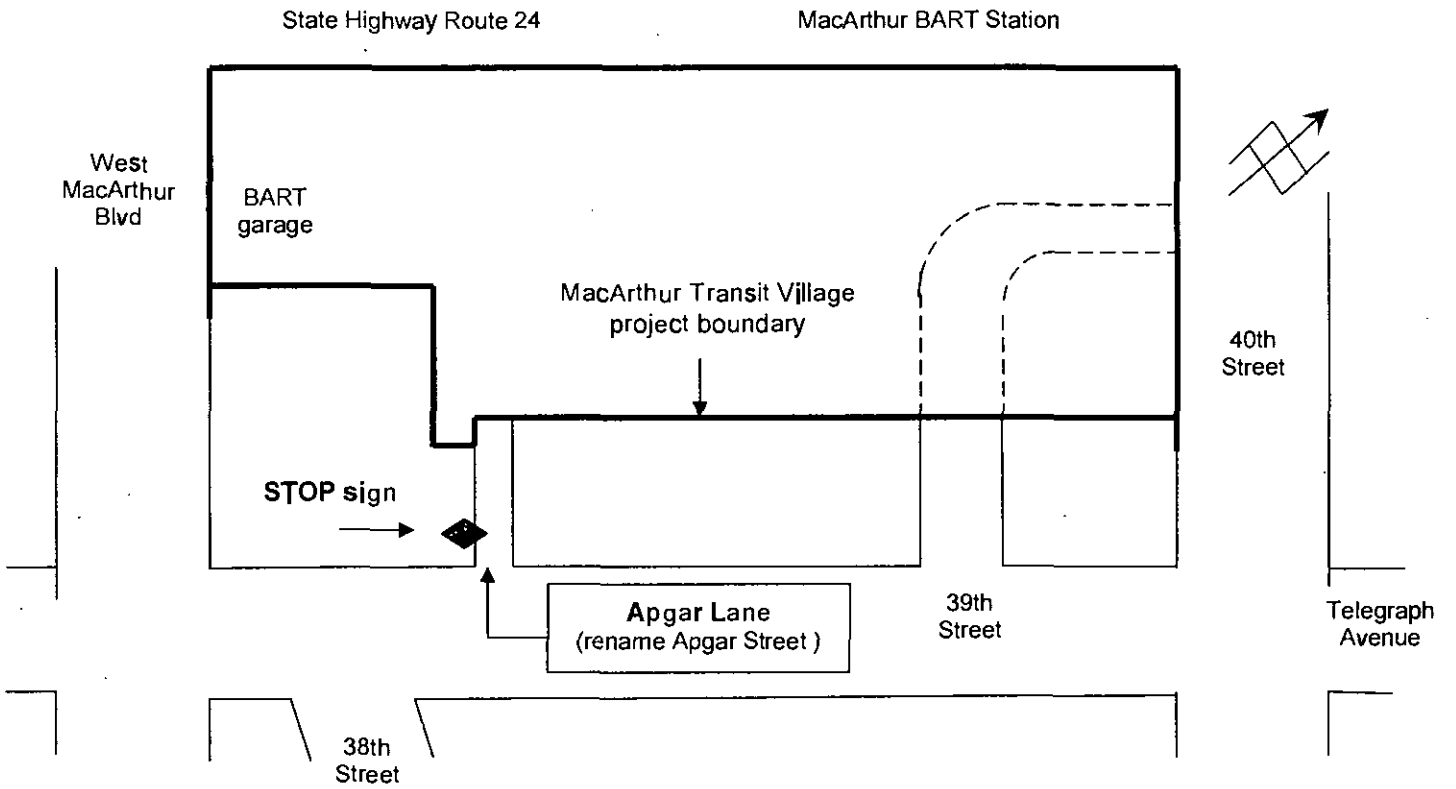 State Highway Route 24
MacArthur BART Station
West
MacArthur
Blvd
BART
garage
MacArthur Transit Village
project boundary
40th
Street
STOP sign
Apgar Lane
(rename Apgar Street )
39th
Street
Telegraph
Avenue
38th
Street